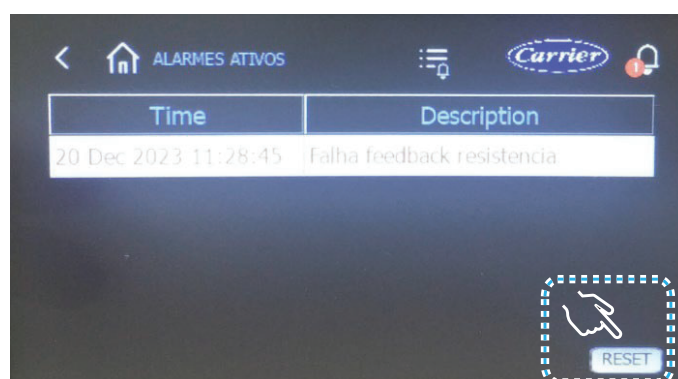 ALARMES ATIVOS
Carrier
1
Time Description
20 Dec 2023 11:28:45 Falha feedback resistencia
RESET